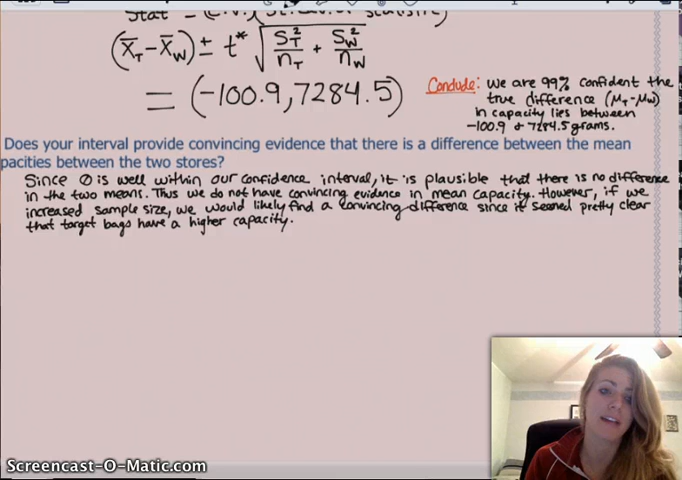 Stat
(X̄T - X̄W) ± t* √ ST²/nT + SW²/nW
= (-100.9, 7284.5)
Conclude: we are 99% confident the
true difference (μT - μW)
in capacity lies between
-100.9 & 7284.5 grams.
Does your interval provide convincing evidence that there is a difference between the mean
pacities between the two stores?
Since 0 is well within our confidence interval, it is plausible that there is no difference
in the two means. Thus we do not have convincing evidence in mean capacity. However, if we
increased sample size, we would likely find a convincing difference since it seemed pretty clear
that target bags have a higher capacity.
Screencast-O-Matic.com